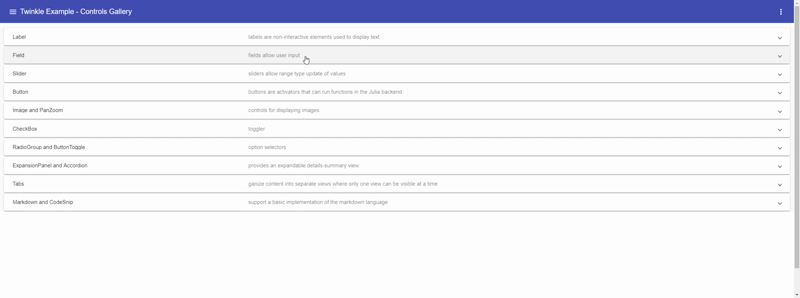 Twinkle Example - Controls Gallery
Label labels are non-interactive elements used to display text
Field fields allow user input
Slider sliders allow range type update of values
Button buttons are activators that can run functions in the Julia backend
Image and PanZoom controls for displaying images
CheckBox toggler
RadioGroup and ButtonToggle option selectors
ExpansionPanel and Accordion provides an expandable details-summary view
Tabs ganize content into separate views where only one view can be visible at a time
Markdown and CodeSnip support a basic implementation of the markdown language